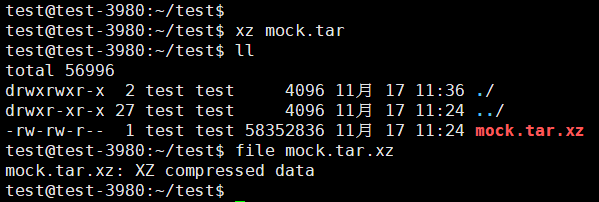 test@test-3980:~/test$
test@test-3980:~/test$ xz mock.tar
test@test-3980:~/test$ ll
total 56996
drwxrwxr-x  2 test test     4096 11月 17 11:36 ./
drwxr-xr-x 27 test test     4096 11月 17 11:24 ../
-rw-rw-r--  1 test test 58352836 11月 17 11:24 mock.tar.xz
test@test-3980:~/test$ file mock.tar.xz
mock.tar.xz: XZ compressed data
test@test-3980:~/test$